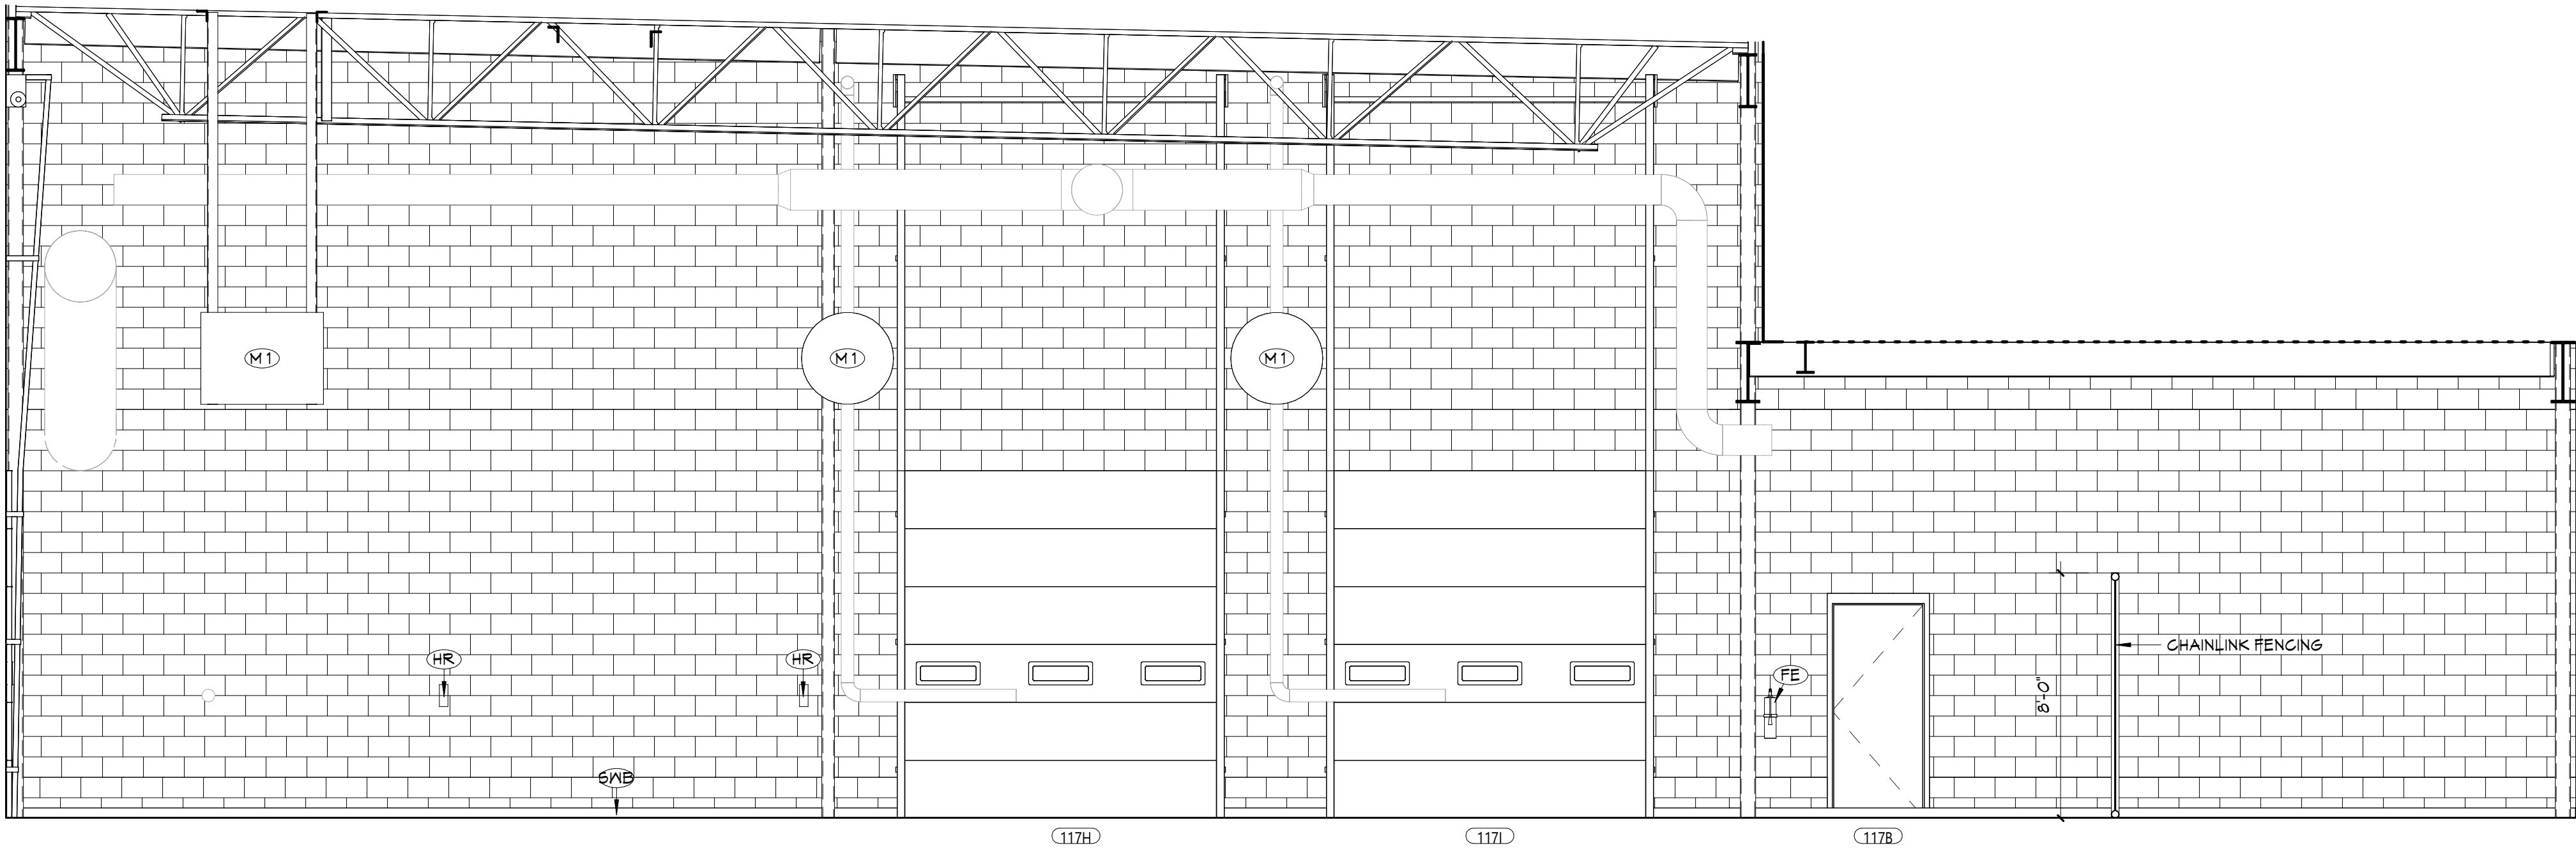 M1
M1
M1
HR
HR
FE
CHAINLINK FENCING
8'-0"
SWB
117H
117I
117B